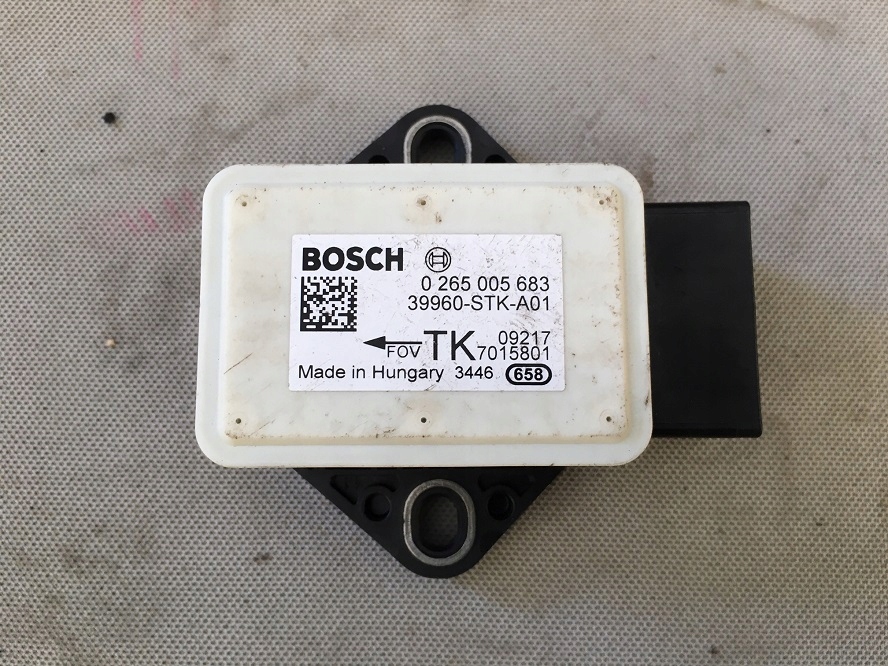 BOSCH
0 265 005 683
39960-STK-A01
FOV TK 09217
7015801
Made in Hungary 3446 658